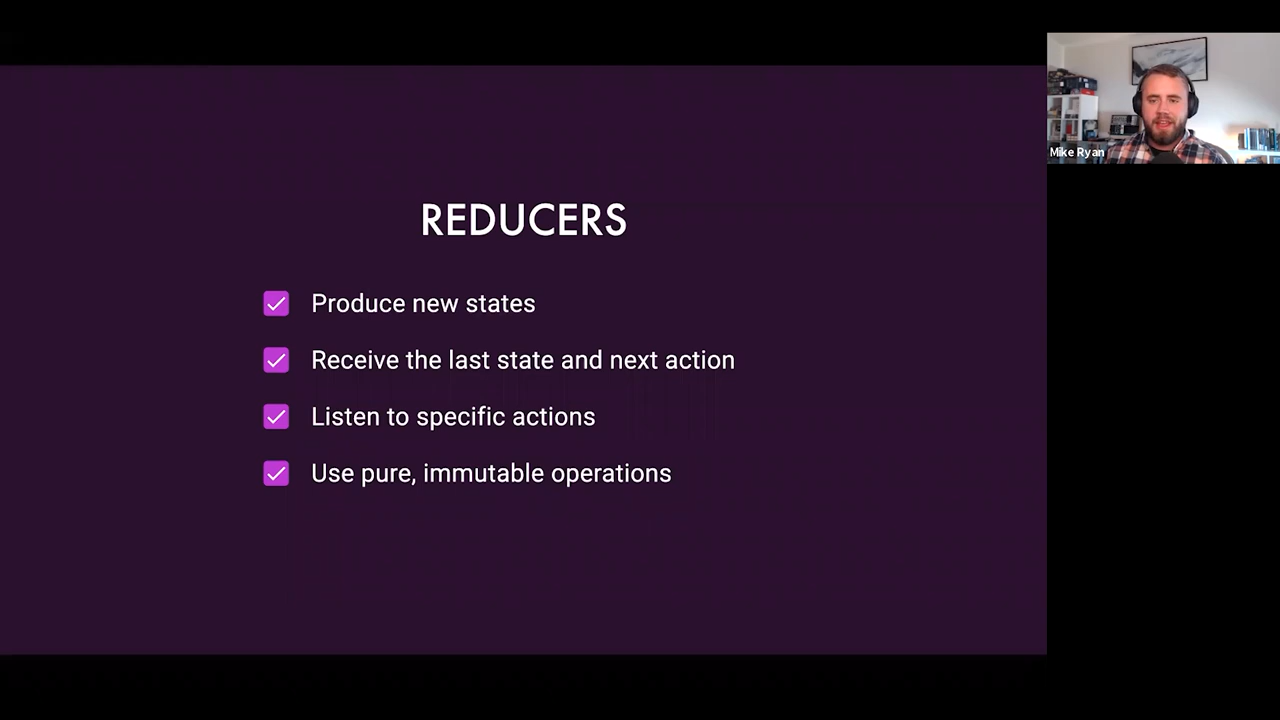 REDUCERS
Produce new states
Receive the last state and next action
Listen to specific actions
Use pure, immutable operations
Mike Ryan